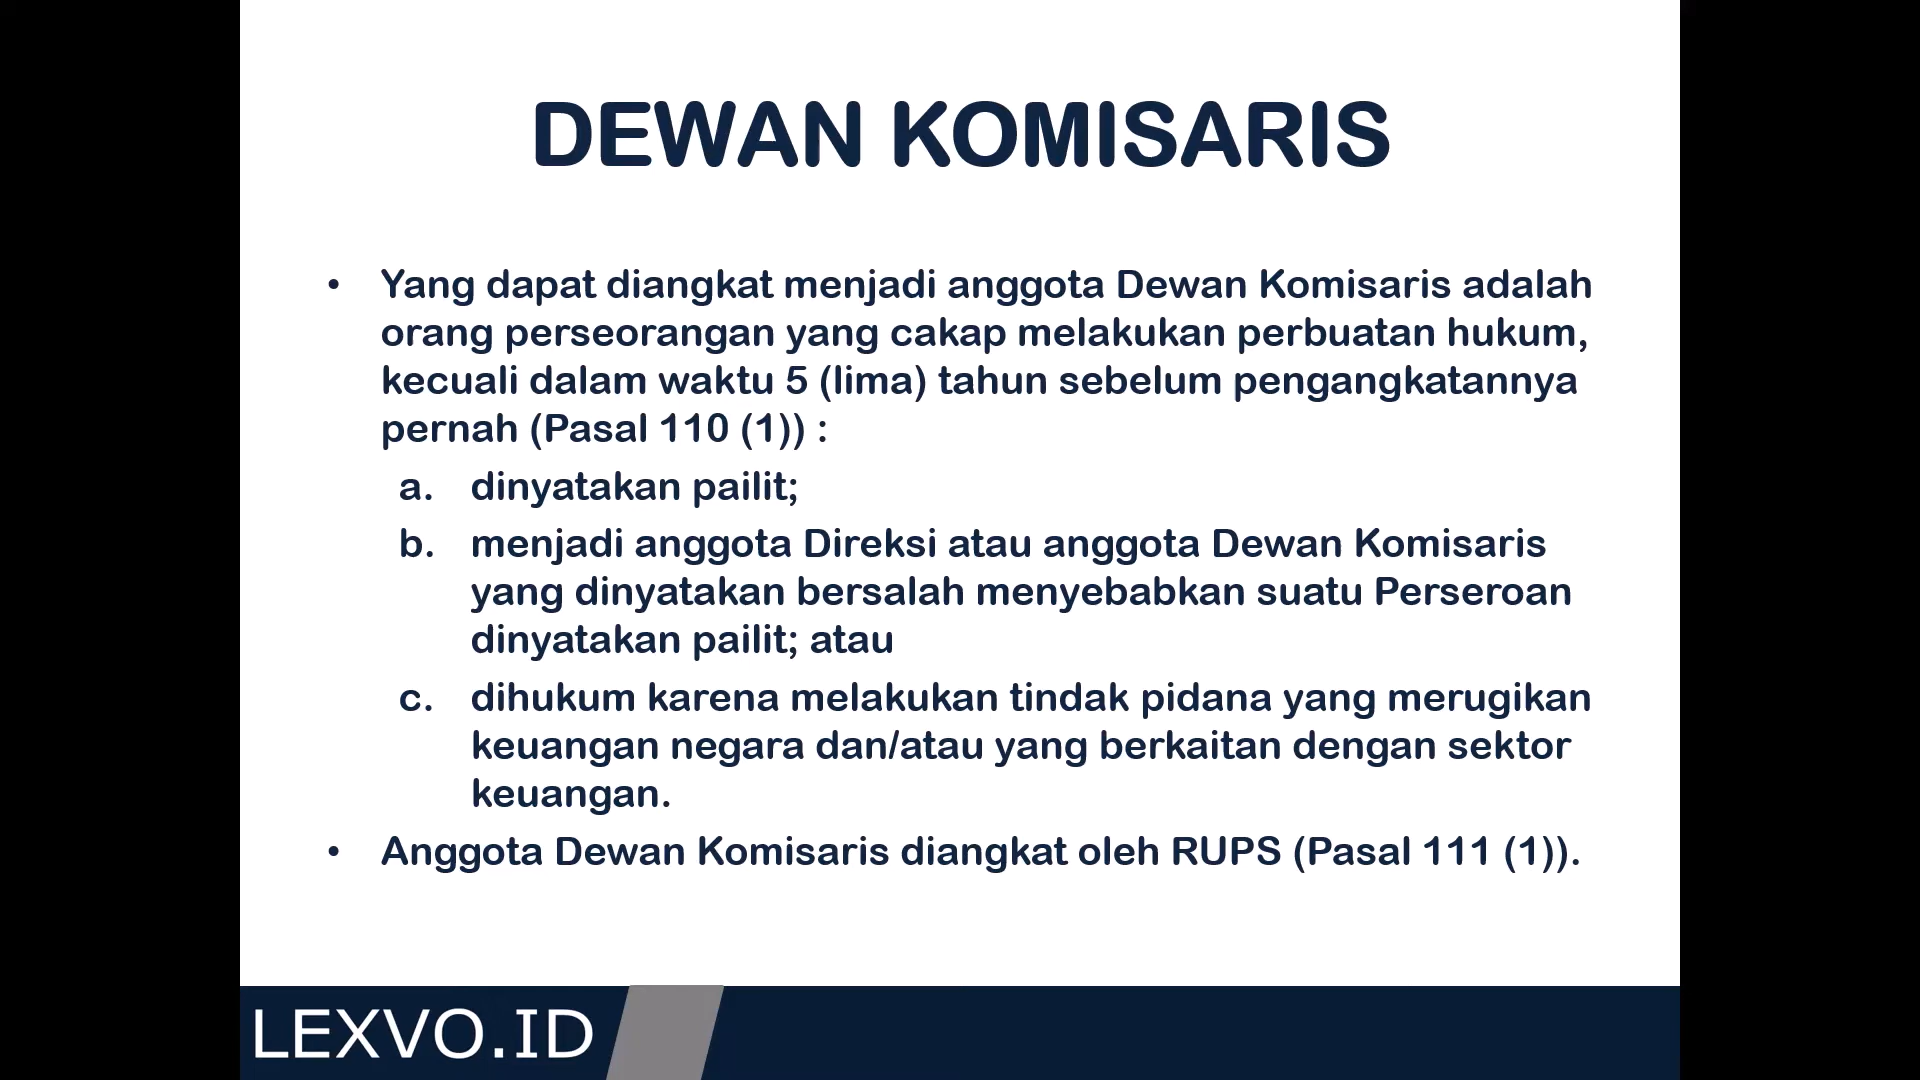 DEWAN KOMISARIS
• Yang dapat diangkat menjadi anggota Dewan Komisaris adalah
orang perseorangan yang cakap melakukan perbuatan hukum,
kecuali dalam waktu 5 (lima) tahun sebelum pengangkatannya
pernah (Pasal 110 (1)) :
a. dinyatakan pailit;
b. menjadi anggota Direksi atau anggota Dewan Komisaris
yang dinyatakan bersalah menyebabkan suatu Perseroan
dinyatakan pailit; atau
c. dihukum karena melakukan tindak pidana yang merugikan
keuangan negara dan/atau yang berkaitan dengan sektor
keuangan.
• Anggota Dewan Komisaris diangkat oleh RUPS (Pasal 111 (1)).
LEXVO.ID